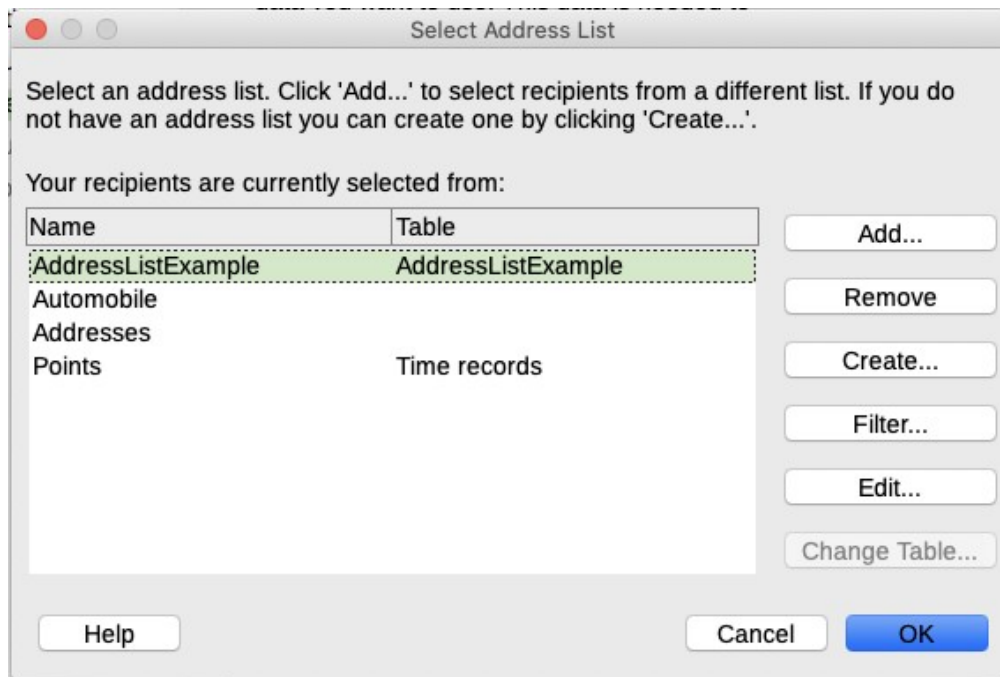 Select Address List
Select an address list. Click 'Add...' to select recipients from a different list. If you do
not have an address list you can create one by clicking 'Create...'.
Your recipients are currently selected from:
Name Table
AddressListExample AddressListExample
Automobile
Addresses
Points Time records
Add...
Remove
Create...
Filter...
Edit...
Change Table...
Help Cancel OK